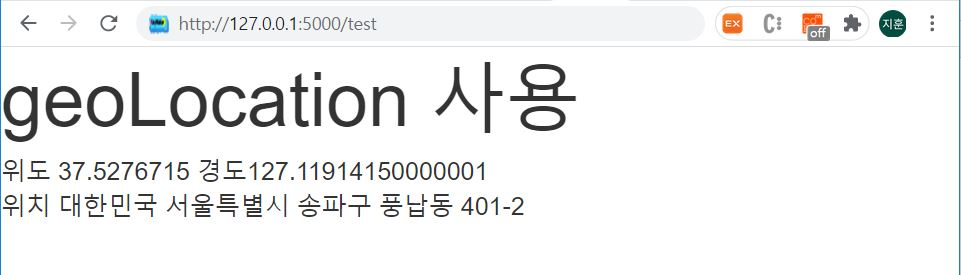 http://127.0.0.1:5000/test
EX
off
지훈
geoLocation 사용
위도 37.5276715 경도127.11914150000001
위치 대한민국 서울특별시 송파구 풍납동 401-2